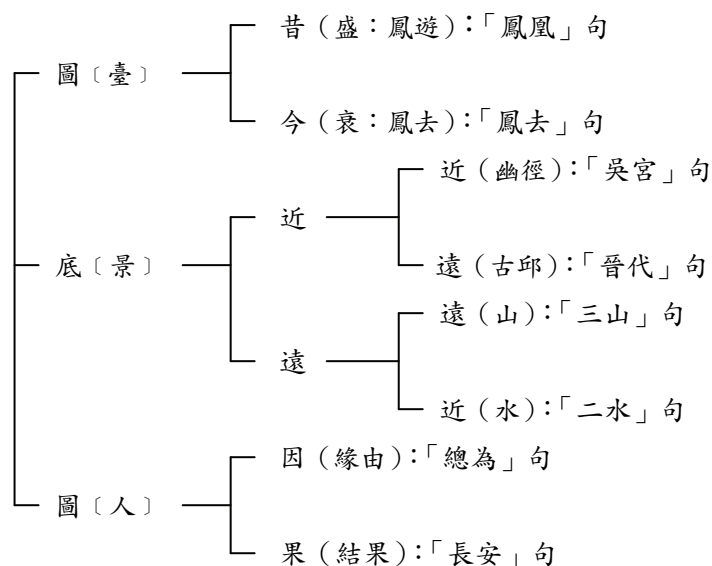 昔（盛：鳳遊）：「鳳凰」句
圖〔臺〕
今（衰：鳳去）：「鳳去」句
近（幽徑）：「吳宮」句
近
遠（古邱）：「晉代」句
底〔景〕
遠（山）：「三山」句
遠
近（水）：「二水」句
因（緣由）：「總為」句
圖〔人〕
果（結果）：「長安」句